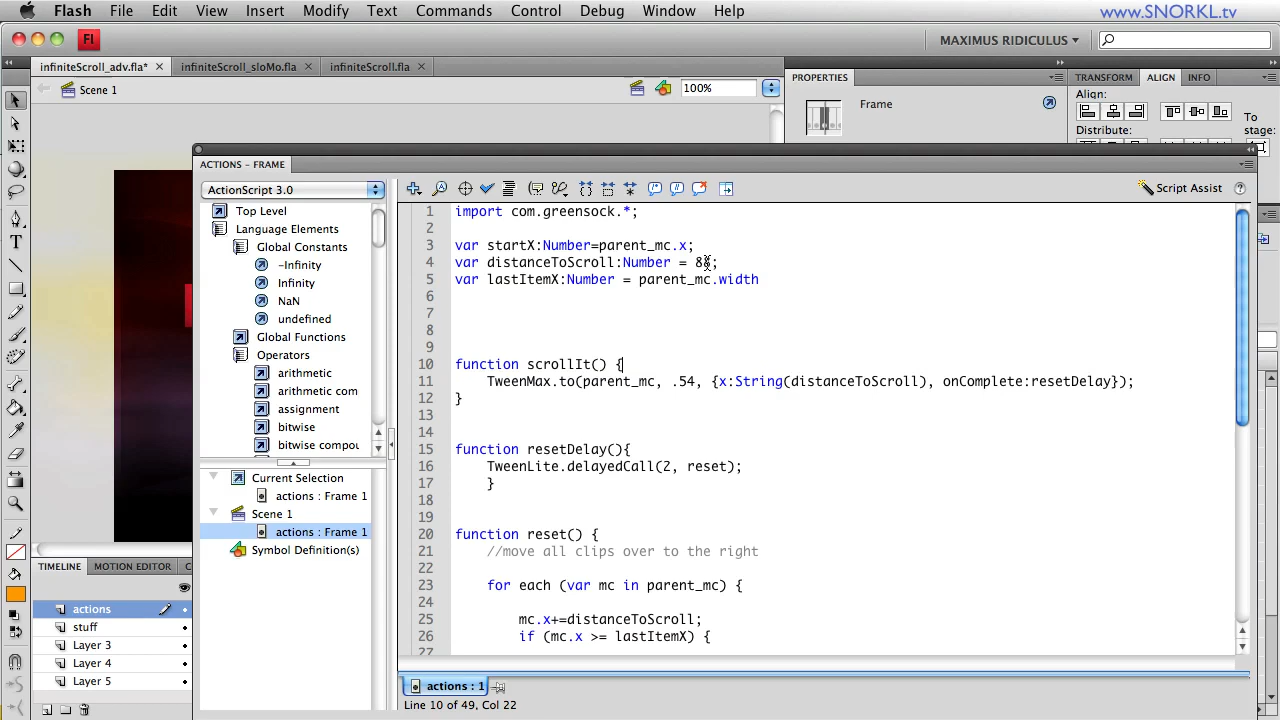 Flash File Edit View Insert Modify Text Commands Control Debug Window Help www.SNORKL.tv
Fl MAXIMUS RIDICULUS
infiniteScroll_adv.fla* infiniteScroll_sloMo.fla infiniteScroll.fla
Scene 1 100%
PROPERTIES
Frame
TRANSFORM ALIGN INFO
Align:
To
Distribute:
stage:
ACTIONS - FRAME
ActionScript 3.0
Script Assist
Top Level
Language Elements
Global Constants
-Infinity
Infinity
NaN
undefined
Global Functions
Operators
arithmetic
arithmetic com
assignment
bitwise
bitwise compou
Current Selection
actions : Frame 1
Scene 1
actions : Frame 1
Symbol Definition(s)
1 import com.greensock.*;
2
3 var startX:Number=parent_mc.x;
4 var distanceToScroll:Number =
5 var lastItemX:Number = parent_mc.width
6
7
8
9
10 function scrollIt() {
11 TweenMax.to(parent_mc, .54, {x:String(distanceToScroll), onComplete:resetDelay});
12 }
13
14
15 function resetDelay(){
16 TweenLite.delayedCall(2, reset);
17 }
18
19
20 function reset() {
21 //move all clips over to the right
22
23 for each (var mc in parent_mc) {
24
25 mc.x+=distanceToScroll;
26 if (mc.x >= lastItemX) {
27
actions : 1
Line 10 of 49, Col 22
TIMELINE MOTION EDITOR
actions
stuff
Layer 3
Layer 4
Layer 5